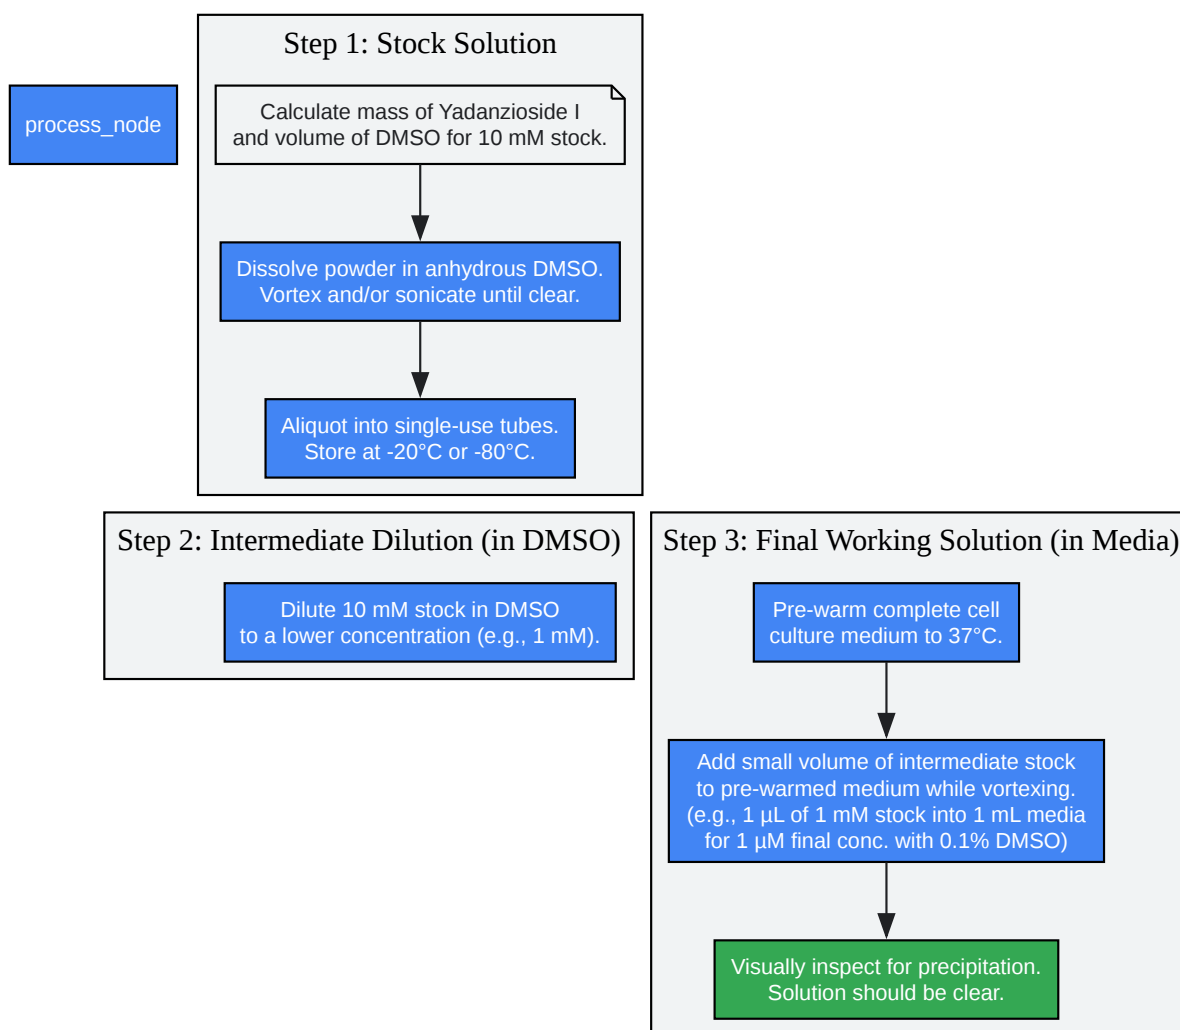 process_node
Step 1: Stock Solution
Calculate mass of Yadanzioside I
and volume of DMSO for 10 mM stock.
Dissolve powder in anhydrous DMSO.
Vortex and/or sonicate until clear.
Aliquot into single-use tubes.
Store at -20°C or -80°C.
Step 2: Intermediate Dilution (in DMSO)
Dilute 10 mM stock in DMSO
to a lower concentration (e.g., 1 mM).
Step 3: Final Working Solution (in Media)
Pre-warm complete cell
culture medium to 37°C.
Add small volume of intermediate stock
to pre-warmed medium while vortexing.
(e.g., 1 µL of 1 mM stock into 1 mL media
for 1 µM final conc. with 0.1% DMSO)
Visually inspect for precipitation.
Solution should be clear.